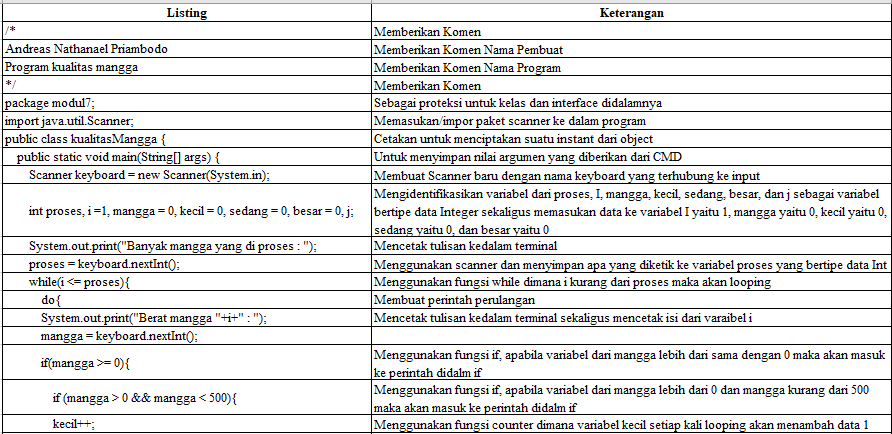 Listing Keterangan
/* Memberikan Komen
Andreas Nathanael Priambodo Memberikan Komen Nama Pembuat
Program kualitas mangga Memberikan Komen Nama Program
*/ Memberikan Komen
package modul7; Sebagai proteksi untuk kelas dan interface didalamnya
import java.util.Scanner; Memasukan/impor paket scanner ke dalam program
public class kualitasMangga { Cetakan untuk menciptakan suatu instant dari object
public static void main(String[] args) { Untuk menyimpan nilai argumen yang diberikan dari CMD
Scanner keyboard = new Scanner(System.in); Membuat Scanner baru dengan nama keyboard yang terhubung ke input
int proses, i =1, mangga = 0, kecil = 0, sedang = 0, besar = 0, j; Mengidentifikasikan variabel dari proses, I, mangga, kecil, sedang, besar, dan j sebagai variabel
bertipe data Integer sekaligus memasukan data ke variabel I yaitu 1, mangga yaitu 0, kecil yaitu 0,
sedang yaitu 0, dan besar yaitu 0
System.out.print("Banyak mangga yang di proses : "); Mencetak tulisan kedalam terminal
proses = keyboard.nextInt(); Menggunakan scanner dan menyimpan apa yang diketik ke variabel proses yang bertipe data Int
while(i <= proses){ Menggunakan fungsi while dimana i kurang dari proses maka akan looping
do{ Membuat perintah perulangan
System.out.print("Berat mangga "+i+" : "); Mencetak tulisan kedalam terminal sekaligus mencetak isi dari varaibel i
mangga = keyboard.nextInt();
if(mangga >= 0){ Menggunakan fungsi if, apabila variabel dari mangga lebih dari sama dengan 0 maka akan masuk
ke perintah didalm if
if (mangga > 0 && mangga < 500){ Menggunakan fungsi if, apabila variabel dari mangga lebih dari 0 dan mangga kurang dari 500
maka akan masuk ke perintah didalm if
kecil++; Menggunakan fungsi counter dimana variabel kecil setiap kali looping akan menambah data 1